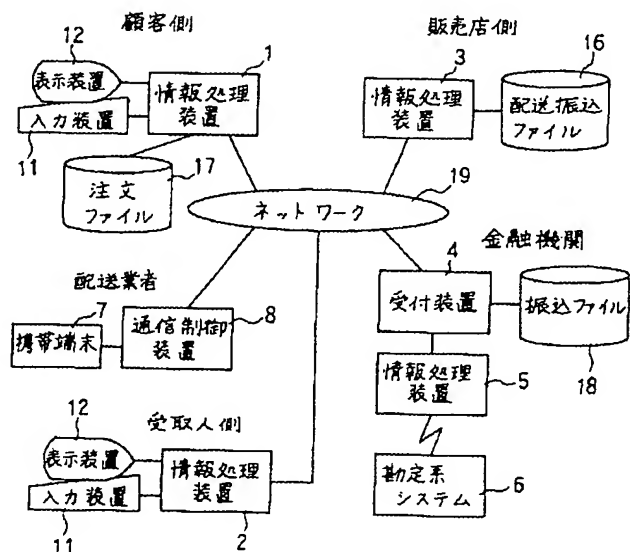 顧客側
12
表示装置
入力装置
11
1
情報処理
装置
17
注文
ファイル
販売店側
3
情報処理
装置
16
配送振込
ファイル
19
ネットワーク
配送業者
7
携帯端末
8
通信制御
装置
金融機関
4
受付装置
振込ファイル
18
情報処理
装置
5
勘定系
システム
6
受取人側
12
表示装置
入力装置
11
情報処理
装置
2